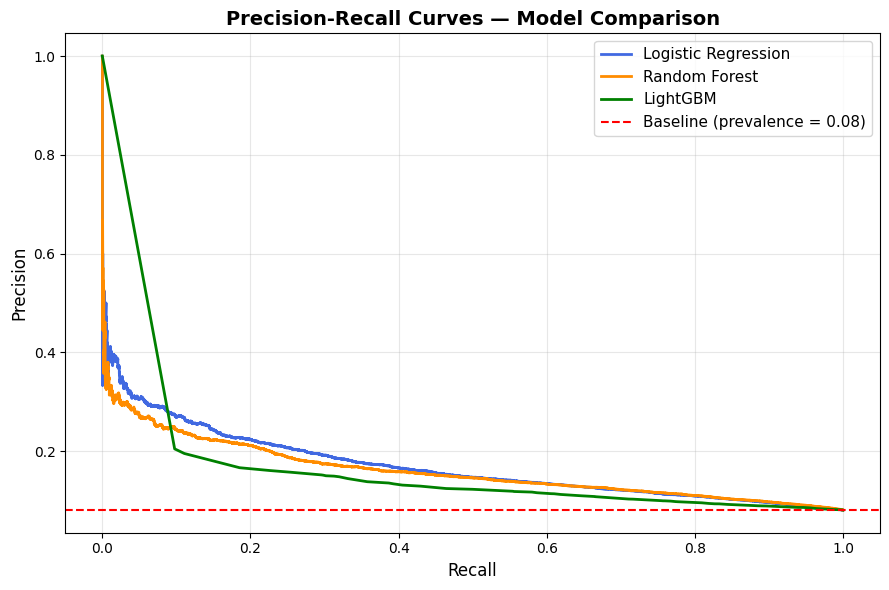 Precision-Recall Curves — Model Comparison
Logistic Regression
Random Forest
LightGBM
Baseline (prevalence = 0.08)
Precision
1.0
0.8
0.6
0.4
0.2
0.0 0.2 0.4 0.6 0.8 1.0
Recall